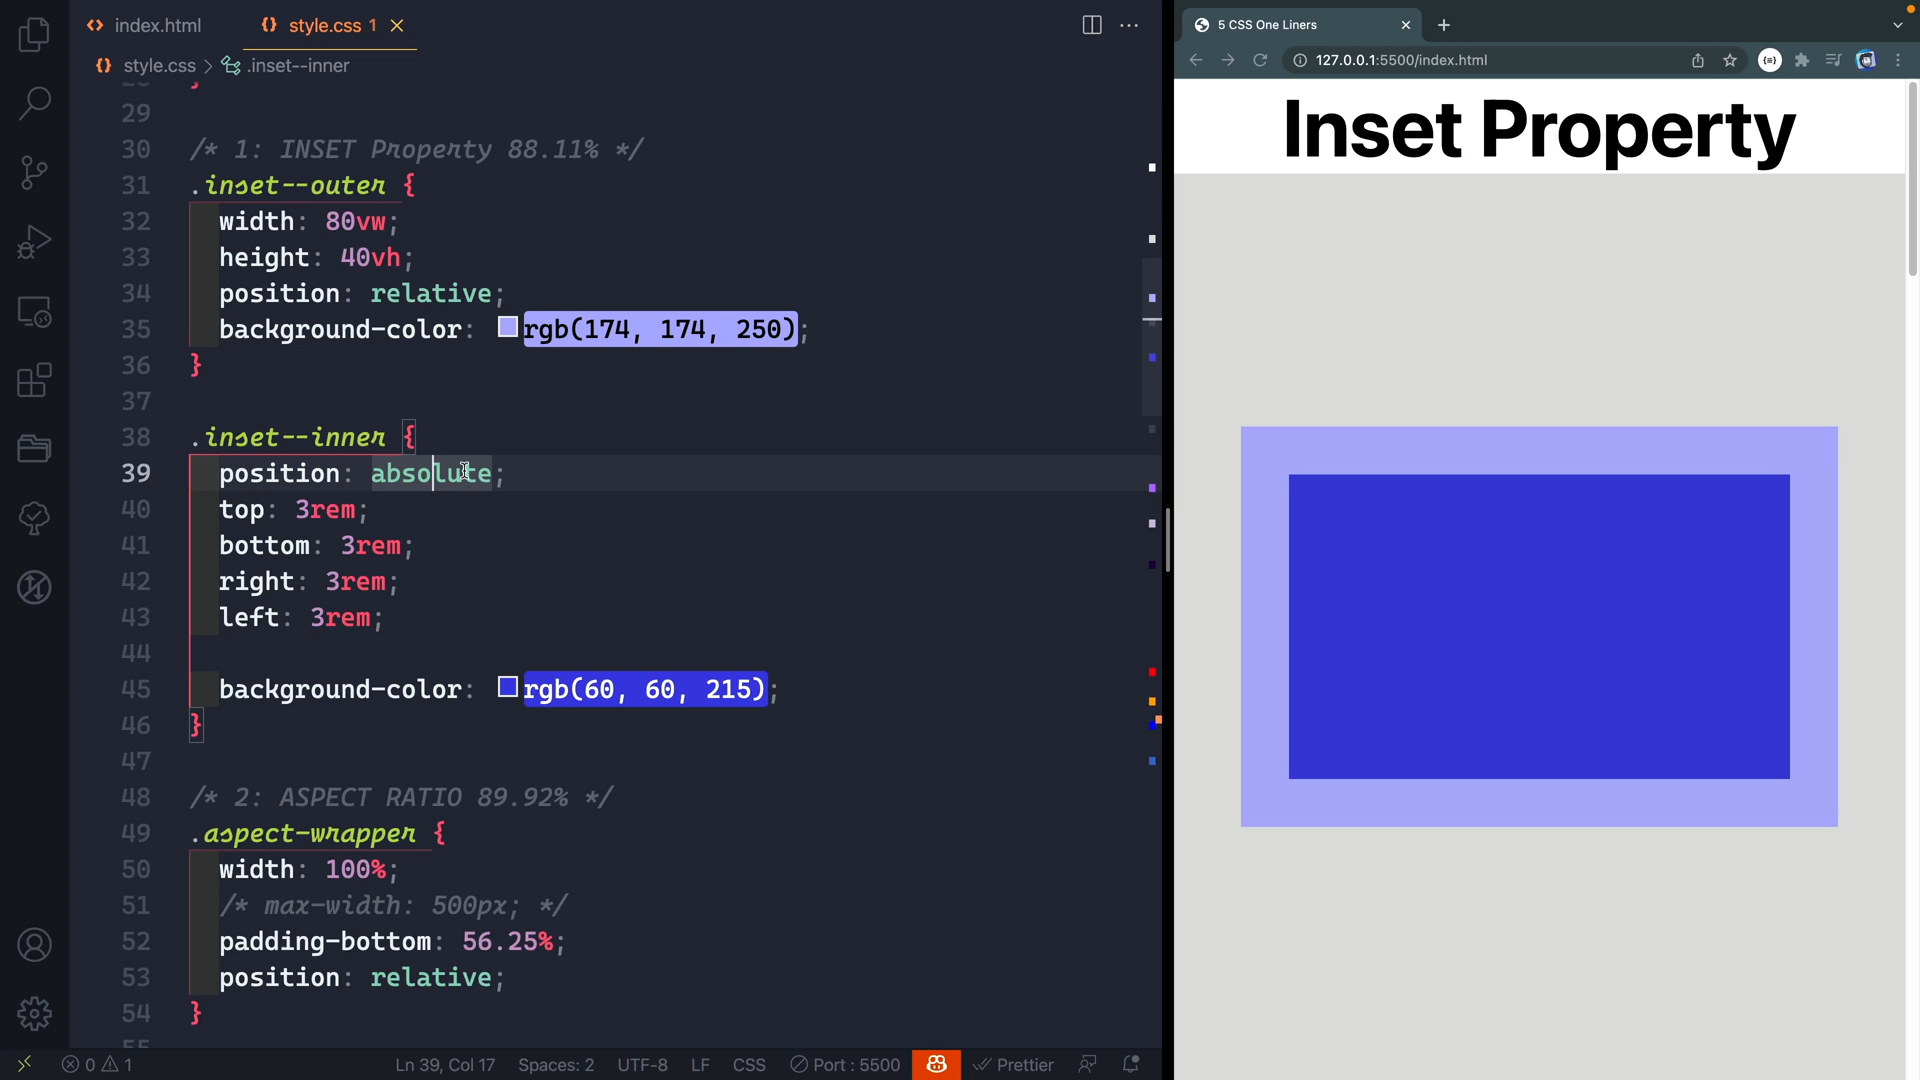 index.html
style.css 1
style.css > .inset--inner
29
30 /* 1: INSET Property 88.11% */
31 .inset--outer {
32 width: 80vw;
33 height: 40vh;
34 position: relative;
35 background-color: rgb(174, 174, 250);
36 }
37
38 .inset--inner {
39 position: absolute;
40 top: 3rem;
41 bottom: 3rem;
42 right: 3rem;
43 left: 3rem;
44
45 background-color: rgb(60, 60, 215);
46 }
47
48 /* 2: ASPECT RATIO 89.92% */
49 .aspect-wrapper {
50 width: 100%;
51 /* max-width: 500px; */
52 padding-bottom: 56.25%;
53 position: relative;
54 }
0 1 Ln 39, Col 17 Spaces: 2 UTF-8 LF CSS Port : 5500 Prettier
5 CSS One Liners
127.0.0.1:5500/index.html
Inset Property